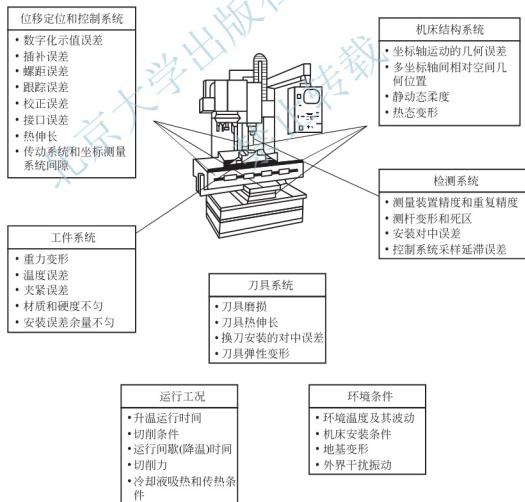 位移定位和控制系统
• 数字化示值误差
• 插补误差
• 螺距误差
• 跟踪误差
• 校正误差
• 接口误差
• 热伸长
• 传动系统和坐标测量
系统间隙
机床结构系统
• 坐标轴运动的几何误差
• 多坐标轴间相对空间几
何位置
• 静动态柔度
• 热态变形
检测系统
• 测量装置精度和重复精度
• 测杆变形和死区
• 安装对中误差
• 控制系统采样延滞误差
工件系统
• 重力变形
• 温度误差
• 夹紧误差
• 材质和硬度不匀
• 安装误差余量不匀
刀具系统
• 刀具磨损
• 刀具热伸长
• 换刀安装的对中误差
• 刀具弹性变形
运行工况
• 升温运行时间
• 切削条件
• 运行间歇(降温)时间
• 切削力
• 冷却液吸热和传热条
件
环境条件
• 环境温度及其波动
• 机床安装条件
• 地基变形
• 外界干扰振动
北京大学出版社
禁止转载